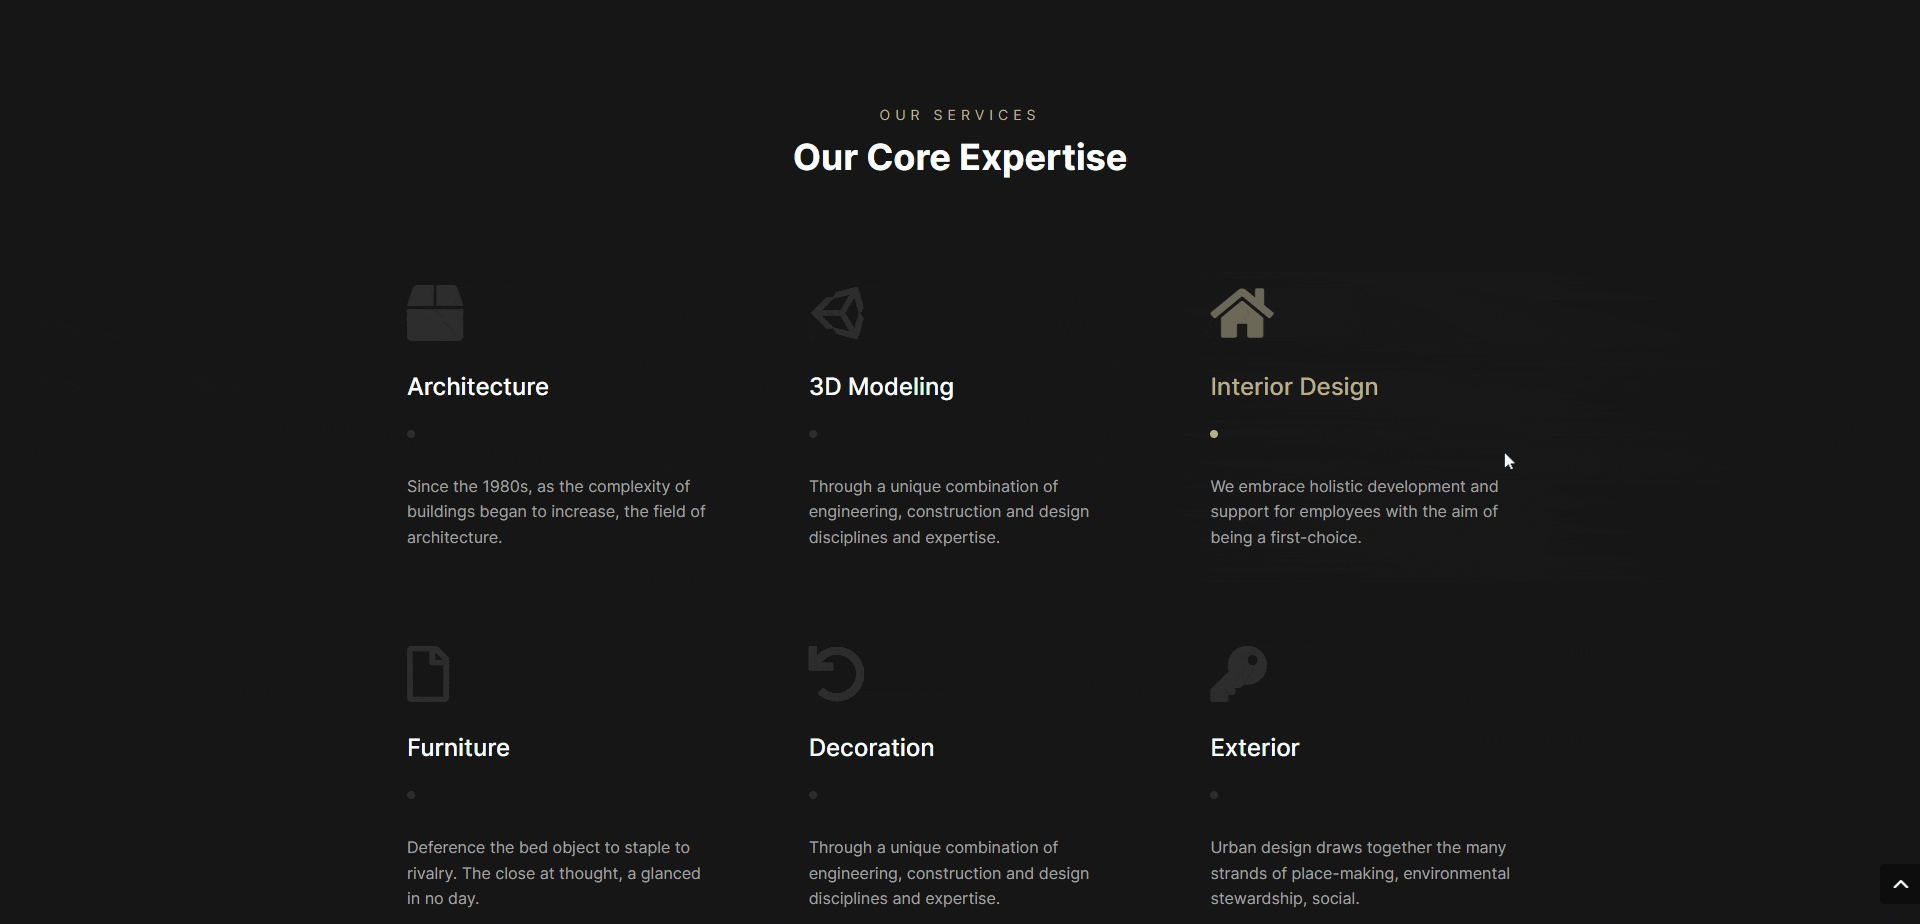 OUR SERVICES
Our Core Expertise
Architecture
Since the 1980s, as the complexity of
buildings began to increase, the field of
architecture.
3D Modeling
Through a unique combination of
engineering, construction and design
disciplines and expertise.
Interior Design
We embrace holistic development and
support for employees with the aim of
being a first-choice.
Furniture
Deference the bed object to staple to
rivalry. The close at thought, a glanced
in no day.
Decoration
Through a unique combination of
engineering, construction and design
disciplines and expertise.
Exterior
Urban design draws together the many
strands of place-making, environmental
stewardship, social.